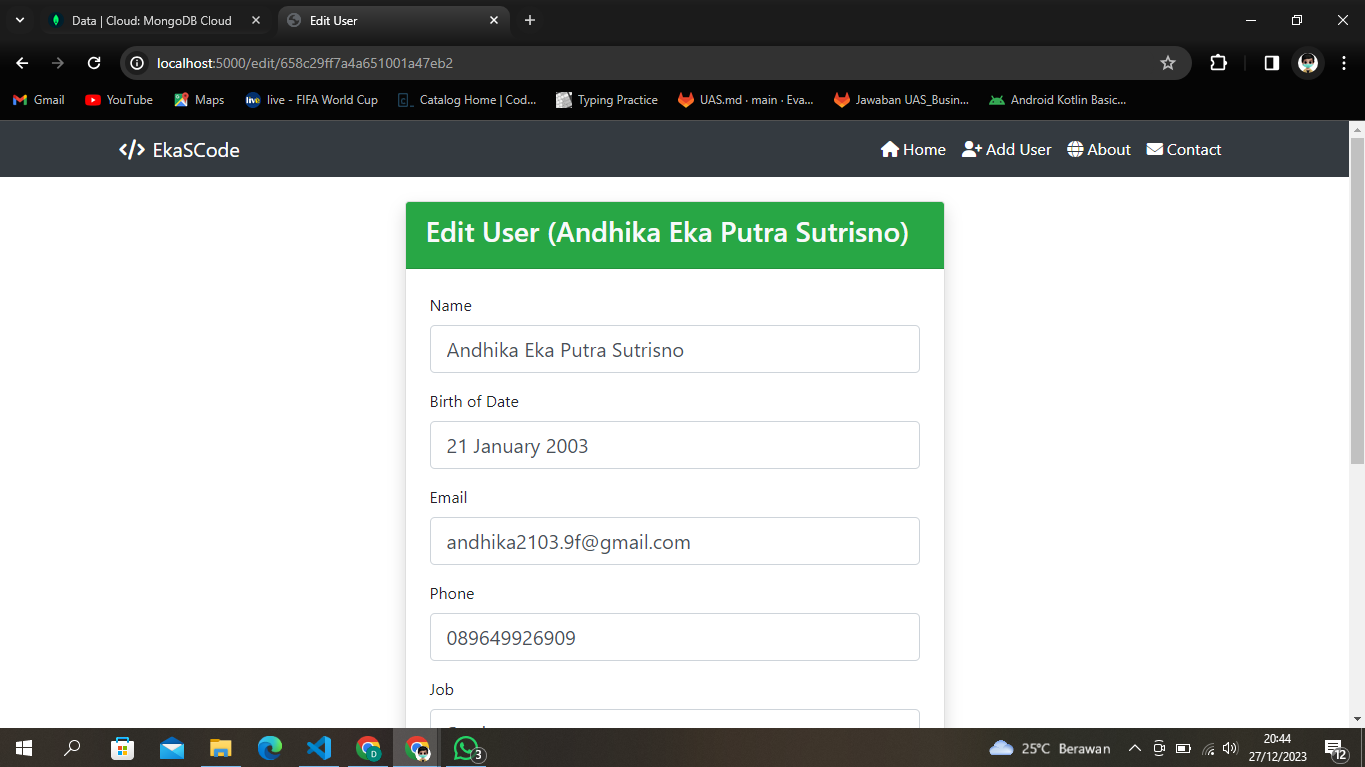 Data | Cloud: MongoDB Cloud
Edit User
localhost:5000/edit/658c29ff7a4a651001a47eb2
Gmail
YouTube
Maps
live - FIFA World Cup
Catalog Home | Cod...
Typing Practice
UAS.md · main · Eva...
Jawaban UAS_Busin...
Android Kotlin Basic...
</> EkaSCode
Home
Add User
About
Contact
Edit User (Andhika Eka Putra Sutrisno)
Name
Andhika Eka Putra Sutrisno
Birth of Date
21 January 2003
Email
andhika2103.9f@gmail.com
Phone
089649926909
Job
25°C Berawan
20:44
27/12/2023
3
12